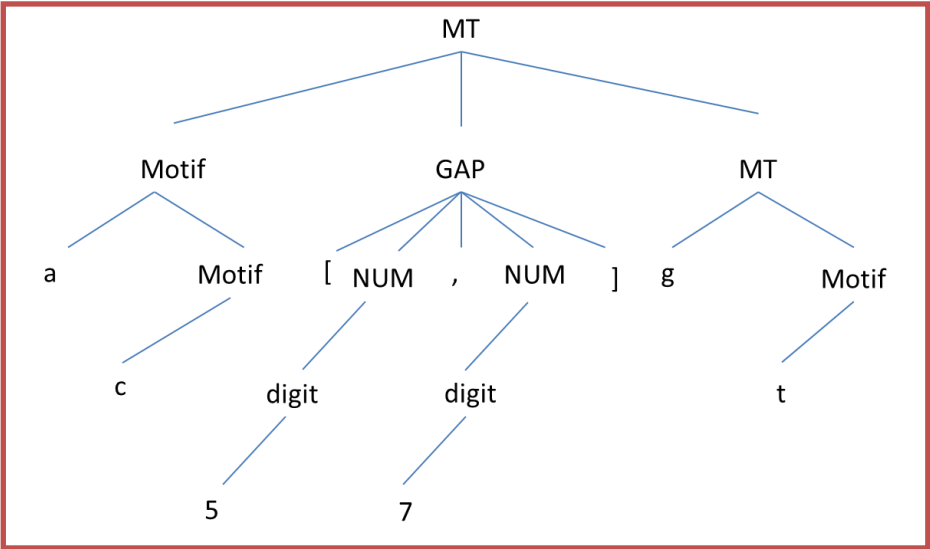 MT
Motif GAP MT
a Motif [ NUM , NUM ] g Motif
c digit digit t
5 7